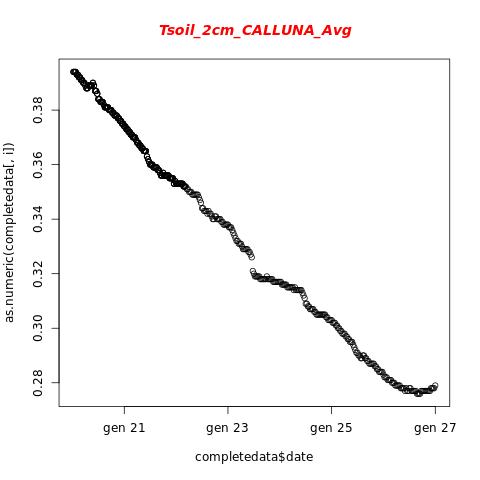 Tsoil_2cm_CALLUNA_Avg
as.numeric(completedata[, i])
0.38
0.36
0.34
0.32
0.30
0.28
gen 21 gen 23 gen 25 gen 27
completedata$date